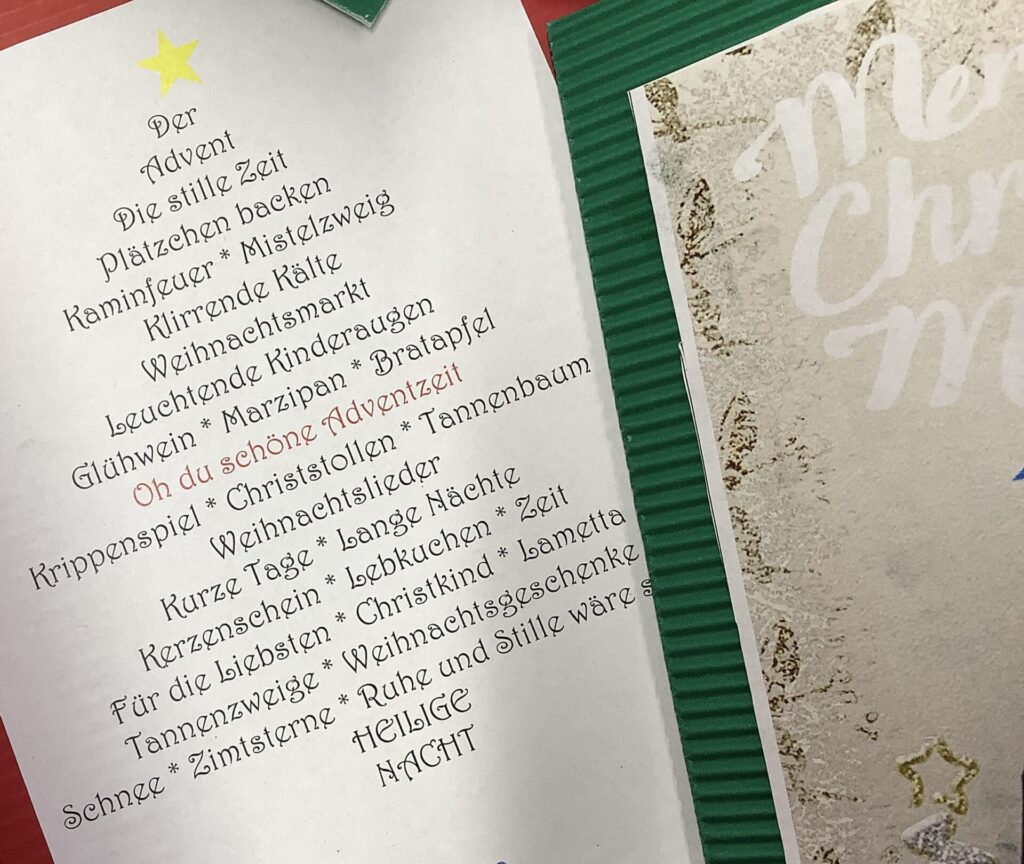 Der
Advent
Die stille Zeit
Plätzchen backen
Kaminfeuer * Mistelzweig
Klirrende Kälte
Weihnachtsmarkt
Leuchtende Kinderaugen
Glühwein * Marzipan * Bratapfel
Oh du schöne Adventzeit
Krippenspiel * Christstollen * Tannenbaum
Weihnachtslieder
Kurze Tage * Lange Nächte
Kerzenschein * Lebkuchen * Zeit
Für die Liebsten * Christkind * Lametta
Tannenzweige * Weihnachtsgeschenke
Schnee * Zimtsterne * Ruhe und Stille wäre
HEILIGE
NACHT
Mer
Chr
M